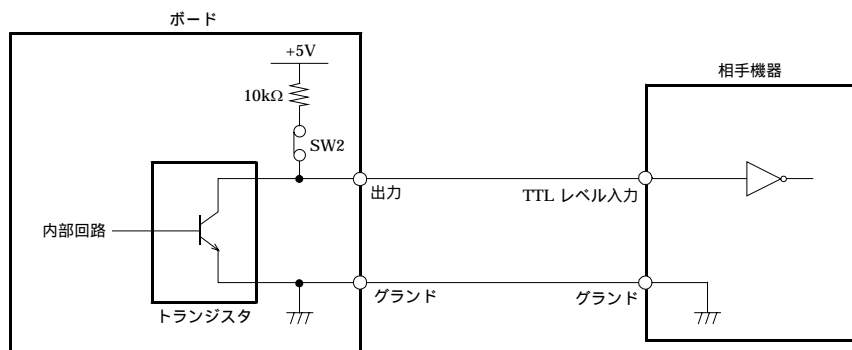 ボード
+5V
相手機器
10kΩ
SW2
出力
TTL レベル入力
内部回路
グランド
グランド
トランジスタ